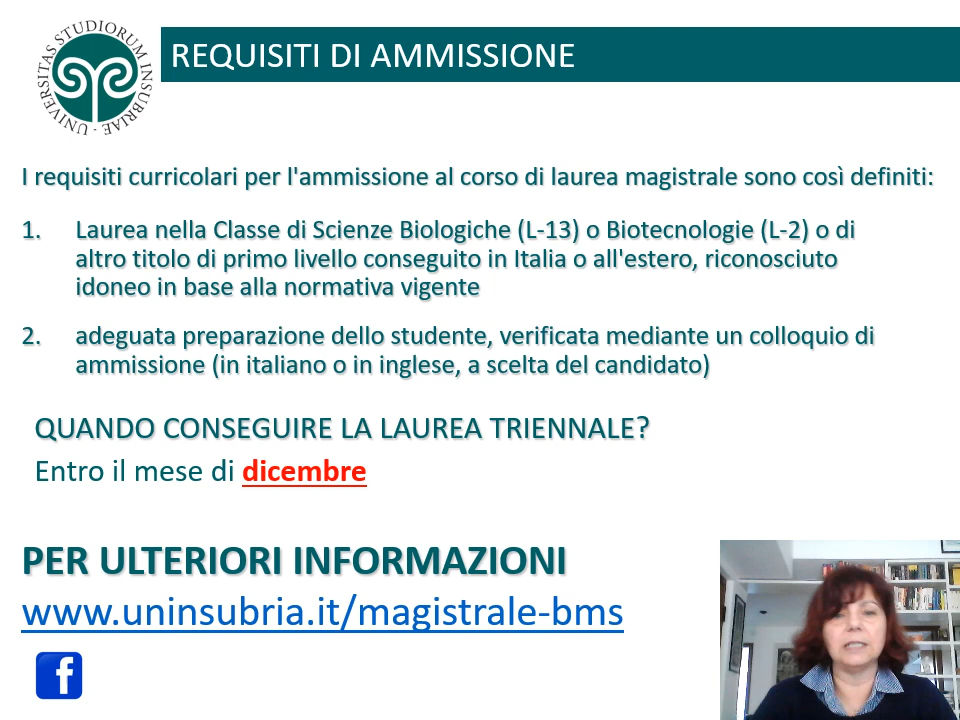 UNIVERSITAS STUDIORUM INSUBRIAE
REQUISITI DI AMMISSIONE
I requisiti curricolari per l'ammissione al corso di laurea magistrale sono così definiti:
1. Laurea nella Classe di Scienze Biologiche (L-13) o Biotecnologie (L-2) o di
altro titolo di primo livello conseguito in Italia o all'estero, riconosciuto
idoneo in base alla normativa vigente
2. adeguata preparazione dello studente, verificata mediante un colloquio di
ammissione (in italiano o in inglese, a scelta del candidato)
QUANDO CONSEGUIRE LA LAUREA TRIENNALE?
Entro il mese di dicembre
PER ULTERIORI INFORMAZIONI
www.uninsubria.it/magistrale-bms
f